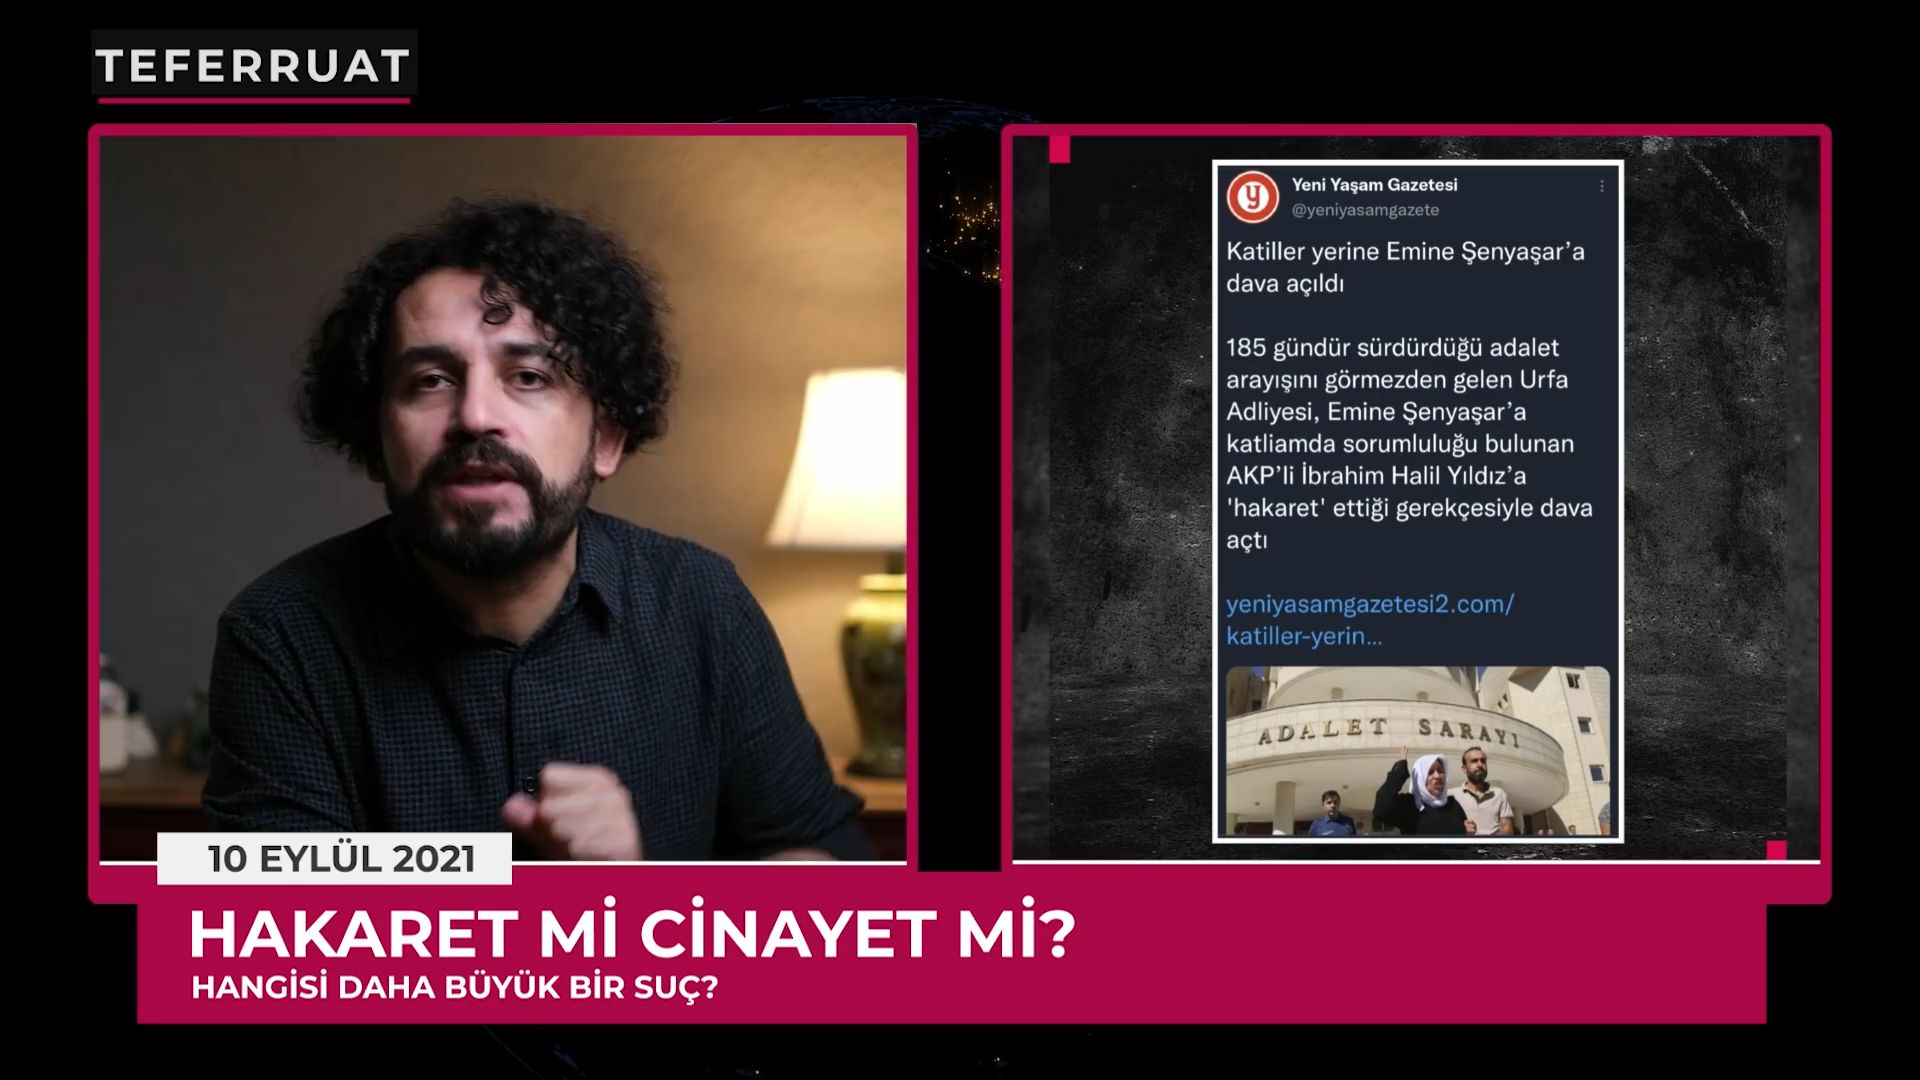 TEFERRUAT
Yeni Yaşam Gazetesi
@yeniyasamgazete
Katiller yerine Emine Şenyaşar’a
dava açıldı
185 gündür sürdürdüğü adalet
arayışını görmezden gelen Urfa
Adliyesi, Emine Şenyaşar’a
katliamda sorumluluğu bulunan
AKP’li İbrahim Halil Yıldız’a
'hakaret' ettiği gerekçesiyle dava
açtı
yeniyasamgazetesi2.com/
katiller-yerin...
ADALET SARAYI
10 EYLÜL 2021
HAKARET Mİ CİNAYET Mİ?
HANGİSİ DAHA BÜYÜK BİR SUÇ?